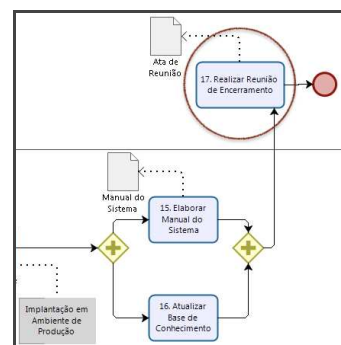 Ata de
Reunião
17. Realizar Reunião
de Encerramento
Manual do
Sistema
15. Elaborar
Manual do
Sistema
16. Atualizar
Base de
Conhecimento
Implantação em
Ambiente de
Produção